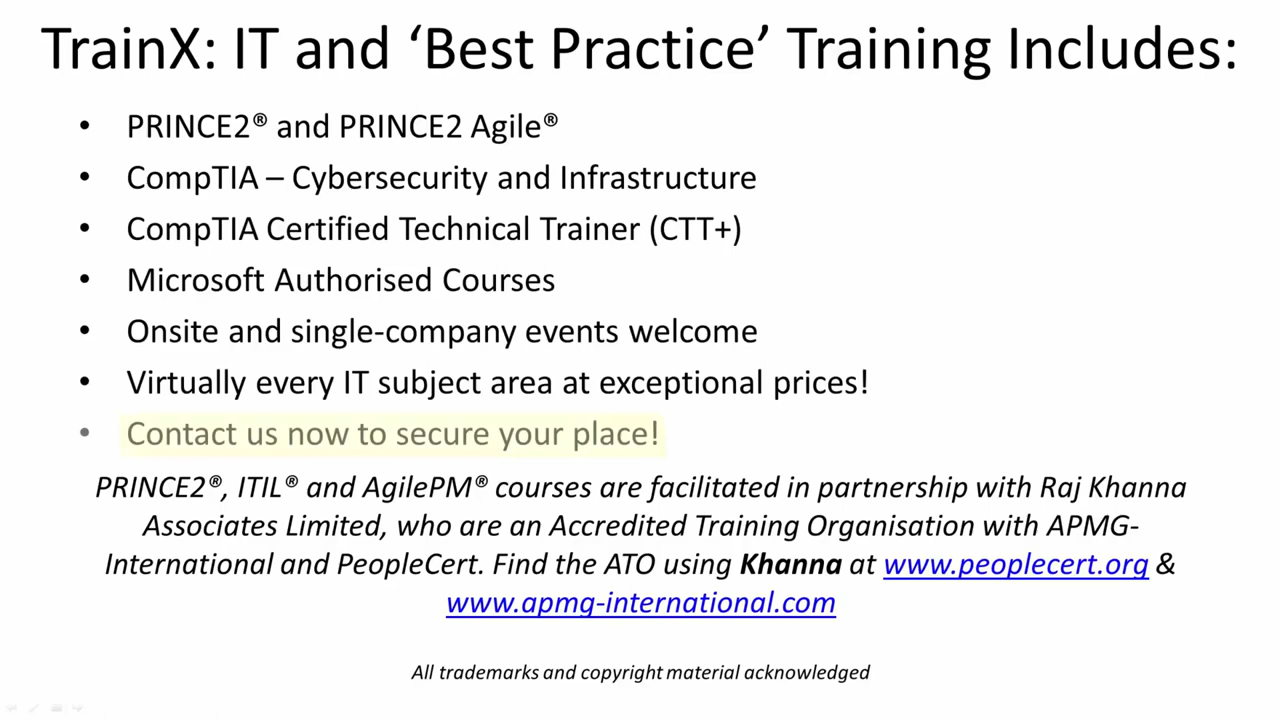 TrainX: IT and ‘Best Practice’ Training Includes:
• PRINCE2® and PRINCE2 Agile®
• CompTIA – Cybersecurity and Infrastructure
• CompTIA Certified Technical Trainer (CTT+)
• Microsoft Authorised Courses
• Onsite and single-company events welcome
• Virtually every IT subject area at exceptional prices!
• Contact us now to secure your place!
PRINCE2®, ITIL® and AgilePM® courses are facilitated in partnership with Raj Khanna
Associates Limited, who are an Accredited Training Organisation with APMG-
International and PeopleCert. Find the ATO using Khanna at www.peoplecert.org &
www.apmg-international.com
All trademarks and copyright material acknowledged